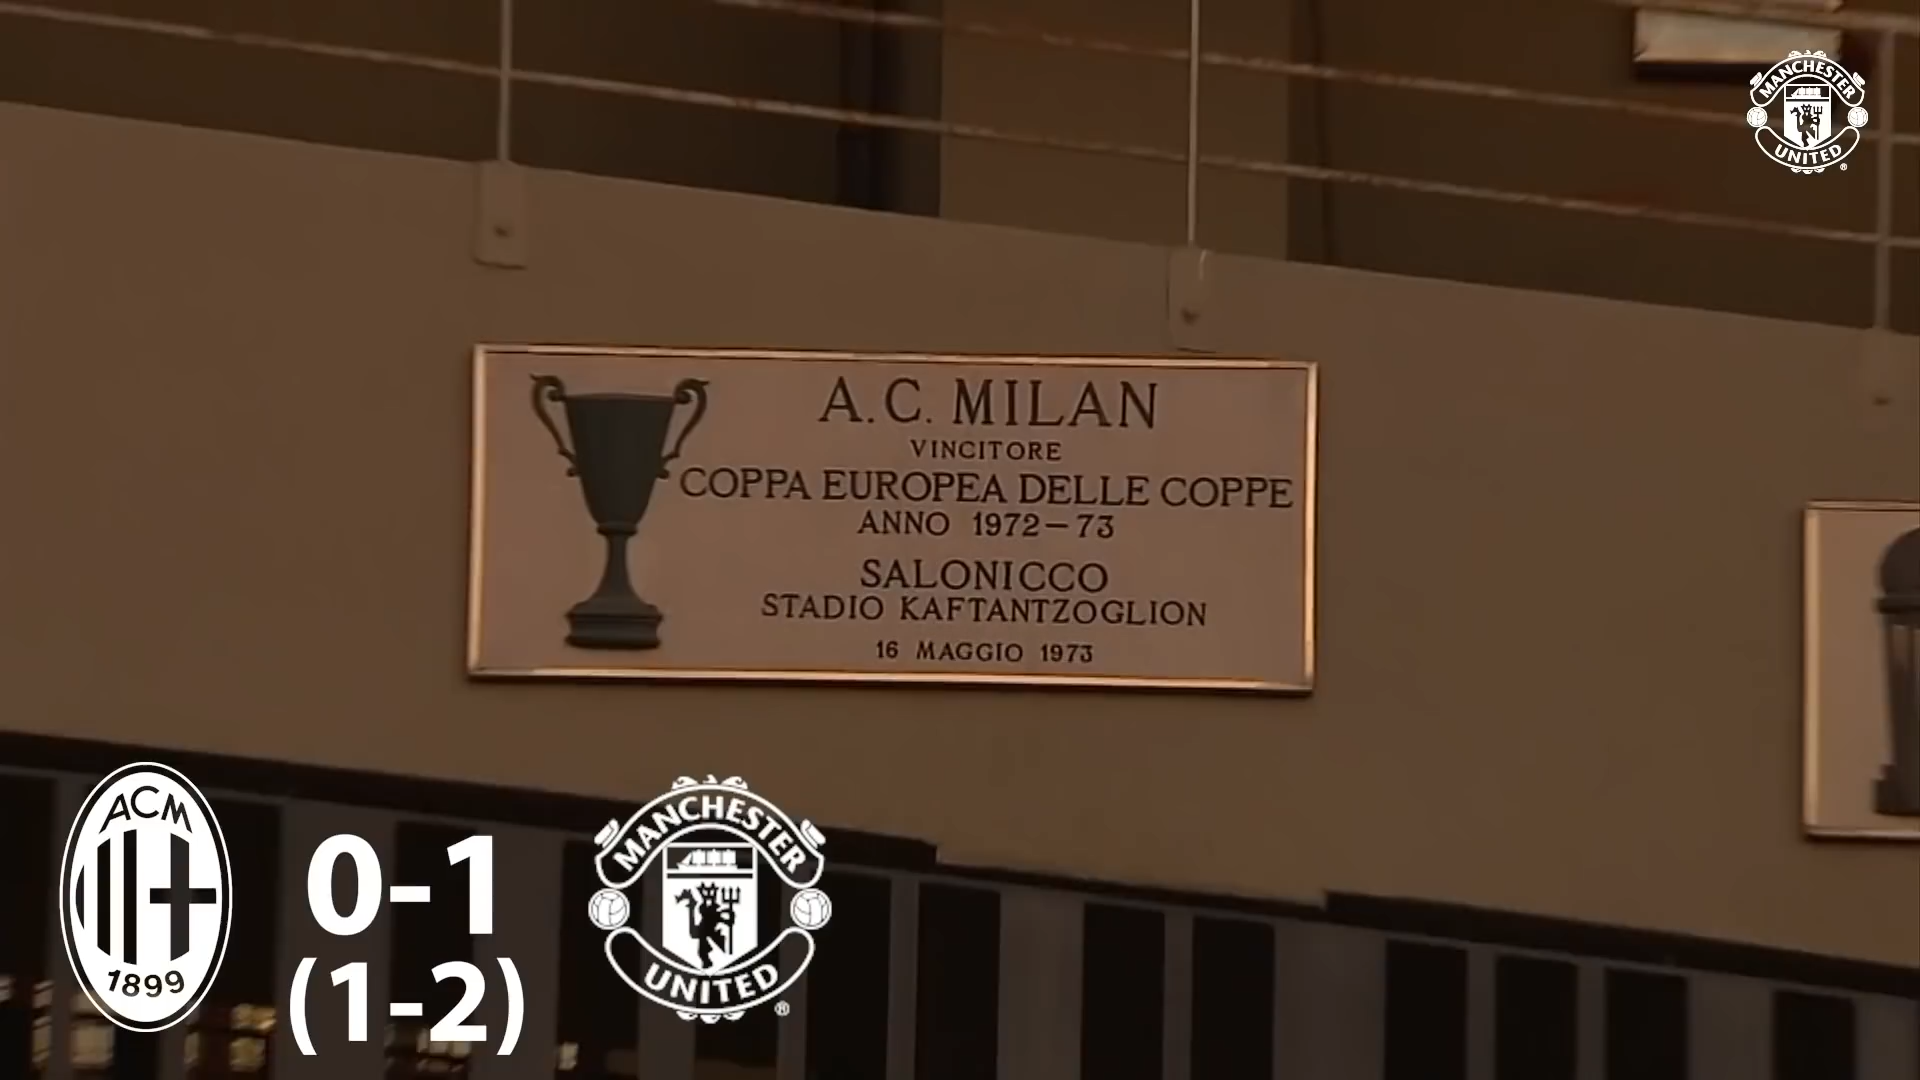 MANCHESTER
UNITED
A.C. MILAN
VINCITORE
COPPA EUROPEA DELLE COPPE
ANNO 1972-73
SALONICCO
STADIO KAFTANTZOGLION
16 MAGGIO 1973
ACM
1899
0-1
(1-2)
MANCHESTER
UNITED